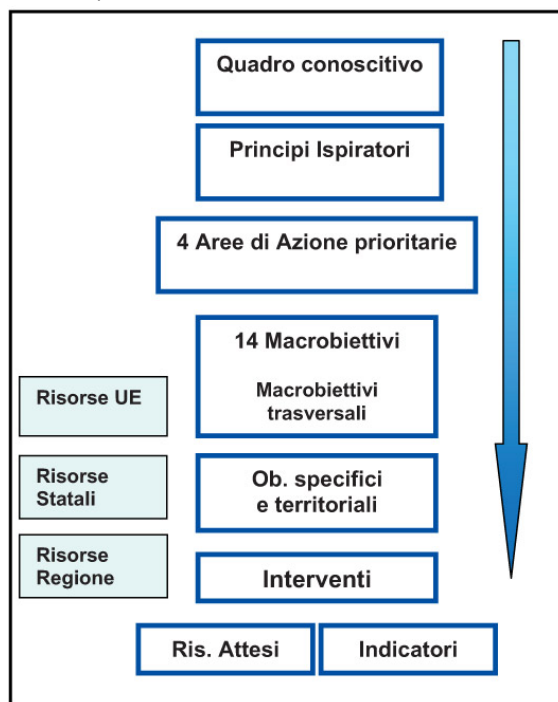 Quadro conoscitivo
Principi Ispiratori
4 Aree di Azione prioritarie
14 Macrobiettivi
Macrobiettivi
trasversali
Risorse UE
Risorse
Statali
Ob. specifici
e territoriali
Risorse
Regione
Interventi
Ris. Attesi
Indicatori